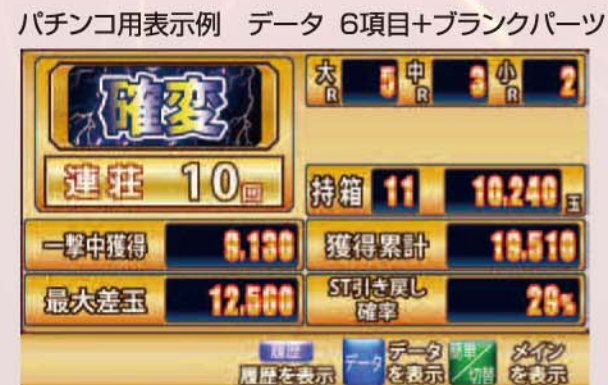 パチンコ用表示例 データ 6項目+ブランクパーツ
確変
大R 5 中R 3 小R 2
連荘 10回
持箱 11 10,240玉
一撃中獲得 9,130 獲得累計 19,510
最大差玉 12,560 ST引き戻し確率 29%
履歴 履歴を表示 データ データを表示 簡単/切替 メインを表示